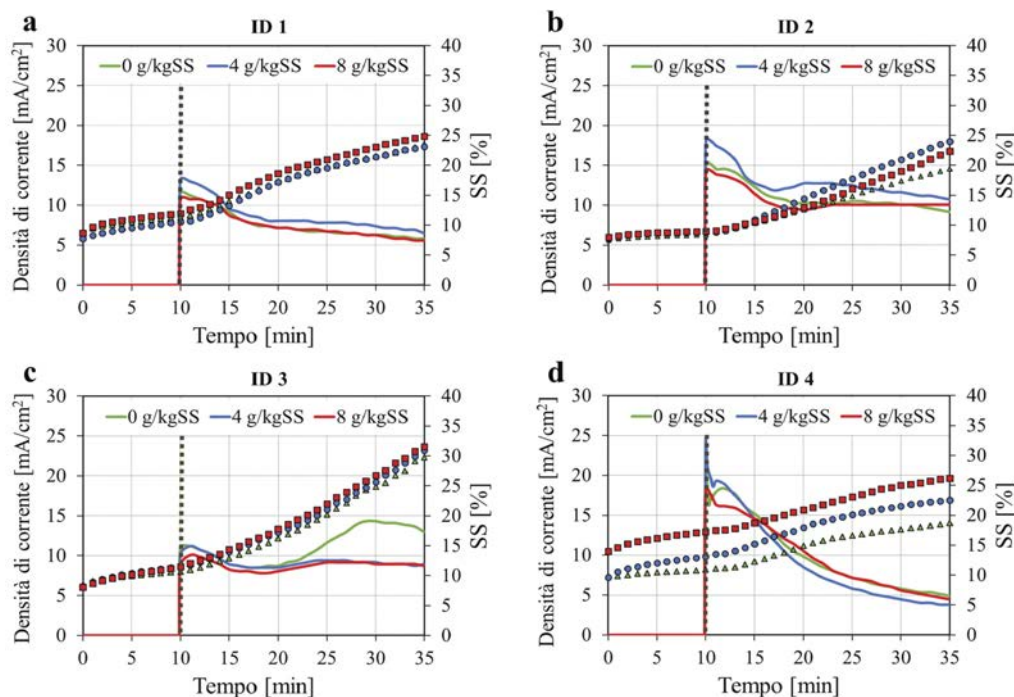 a
ID 1
30
25
20
15
10
5
0
Densità di corrente [mA/cm²]
0 g/kgSS
4 g/kgSS
8 g/kgSS
40
35
30
25
20
15
10
5
0
SS [%]
0 5 10 15 20 25 30 35
Tempo [min]
b
ID 2
30
25
20
15
10
5
0
Densità di corrente [mA/cm²]
0 g/kgSS
4 g/kgSS
8 g/kgSS
40
35
30
25
20
15
10
5
0
SS [%]
0 5 10 15 20 25 30 35
Tempo [min]
c
ID 3
30
25
20
15
10
5
0
Densità di corrente [mA/cm²]
0 g/kgSS
4 g/kgSS
8 g/kgSS
40
35
30
25
20
15
10
5
0
SS [%]
0 5 10 15 20 25 30 35
Tempo [min]
d
ID 4
30
25
20
15
10
5
0
Densità di corrente [mA/cm²]
0 g/kgSS
4 g/kgSS
8 g/kgSS
40
35
30
25
20
15
10
5
0
SS [%]
0 5 10 15 20 25 30 35
Tempo [min]